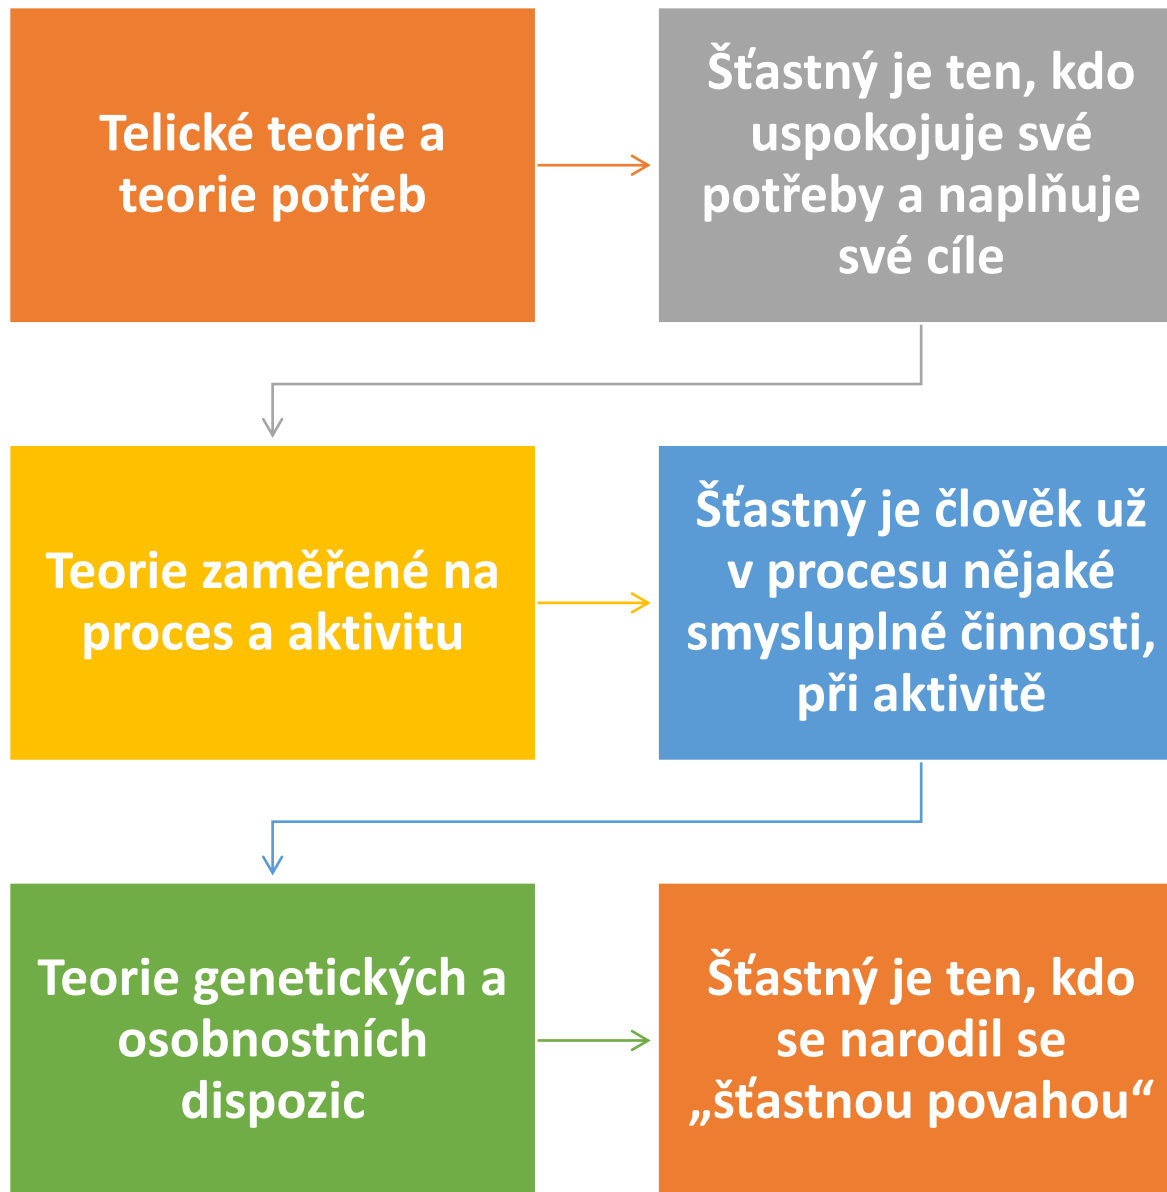 Telické teorie a
teorie potřeb
Šťastný je ten, kdo
uspokojuje své
potřeby a naplňuje
své cíle
Teorie zaměřené na
proces a aktivitu
Šťastný je člověk už
v procesu nějaké
smysluplné činnosti,
při aktivitě
Teorie genetických a
osobnostních
dispozic
Šťastný je ten, kdo
se narodil se
„šťastnou povahou“